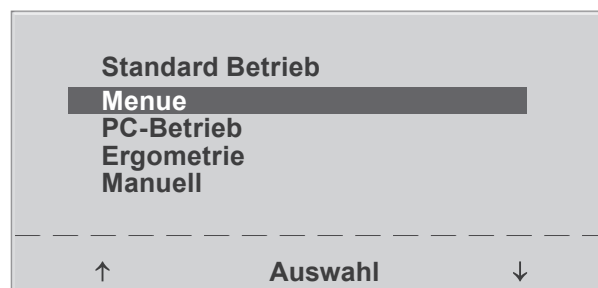 Standard Betrieb
Menue
PC-Betrieb
Ergometrie
Manuell
↑ Auswahl ↓